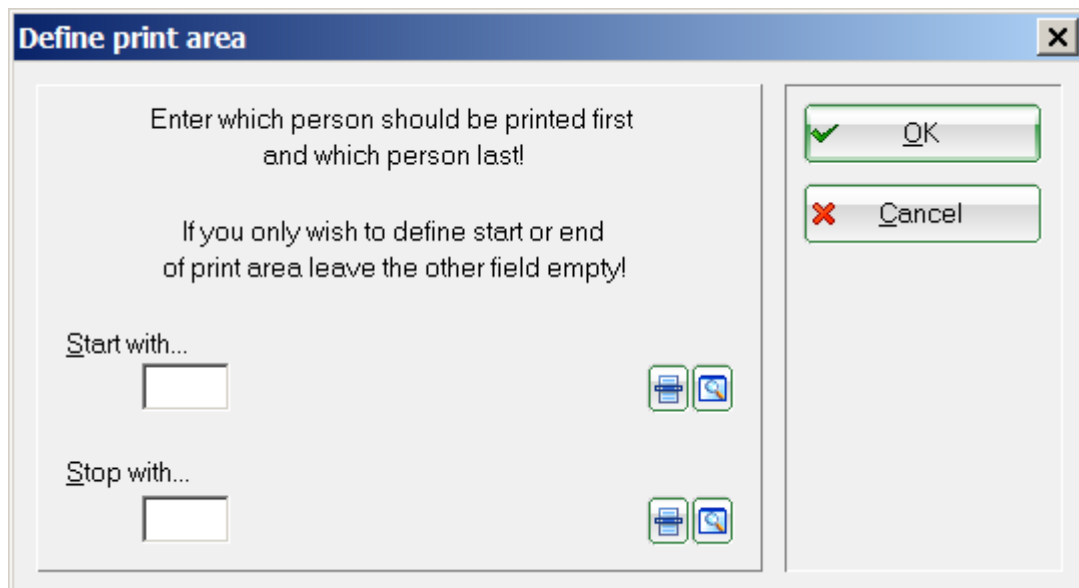 Define print area
Enter which person should be printed first
and which person last!
If you only wish to define start or end
of print area leave the other field empty!
Start with...
Stop with...
OK
Cancel